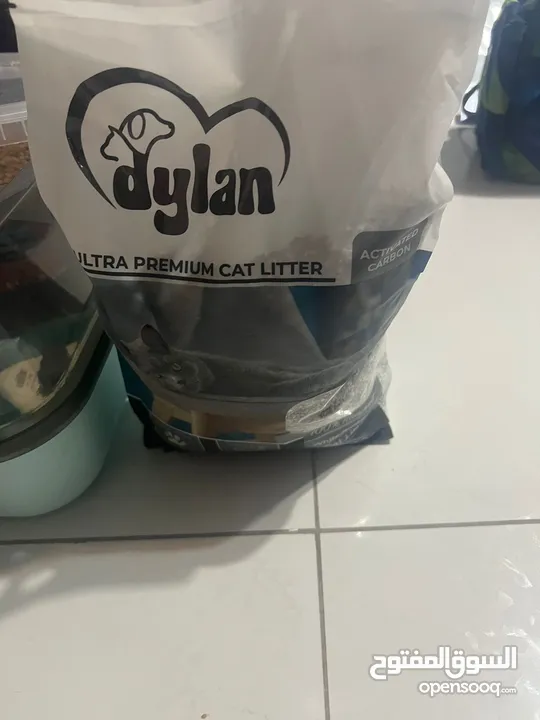 dylan
ULTRA PREMIUM CAT LITTER
ACTIVATED
CARBON
السوق المفتوح
opensooq.com